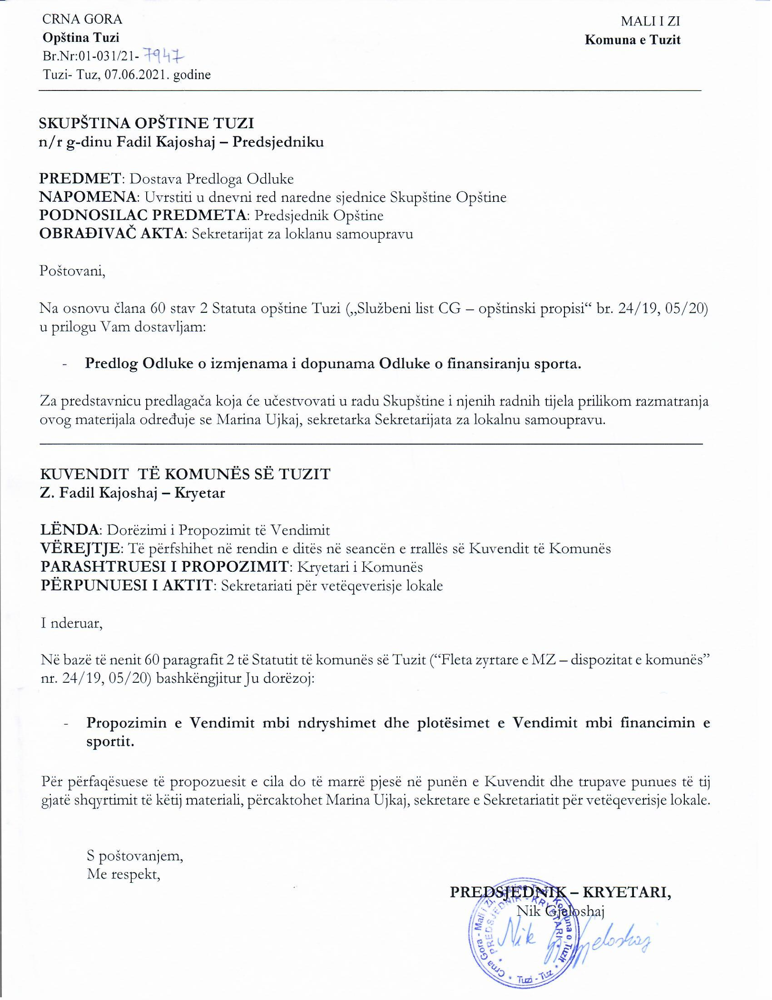 CRNA GORA
MALI I ZI
Opština Tuzi
Komuna e Tuzit
Br.Nr:01-031/21- 7947
Tuzi- Tuz, 07.06.2021. godine
SKUPŠTINA OPŠTINE TUZI
n/r g-dinu Fadil Kajoshaj – Predsjedniku
PREDMET: Dostava Predloga Odluke
NAPOMENA: Uvrstiti u dnevni red naredne sjednice Skupštine Opštine
PODNOSILAC PREDMETA: Predsjednik Opštine
OBRAĐIVAČ AKTA: Sekretarijat za loklanu samoupravu
Poštovani,
Na osnovu člana 60 stav 2 Statuta opštine Tuzi („Službeni list CG – opštinski propisi“ br. 24/19, 05/20)
u prilogu Vam dostavljam:
- Predlog Odluke o izmjenama i dopunama Odluke o finansiranju sporta.
Za predstavnicu predlagača koja će učestvovati u radu Skupštine i njenih radnih tijela prilikom razmatranja
ovog materijala određuje se Marina Ujkaj, sekretarka Sekretarijata za lokalnu samoupravu.
KUVENDIT TË KOMUNËS SË TUZIT
Z. Fadil Kajoshaj – Kryetar
LËNDA: Dorëzimi i Propozimit të Vendimit
VËREJTJE: Të përfshihet në rendin e ditës në seancën e rrallës së Kuvendit të Komunës
PARASHTRUESI I PROPOZIMIT: Kryetari i Komunës
PËRPUNUESI I AKTIT: Sekretariati për vetëqeverisje lokale
I nderuar,
Në bazë të nenit 60 paragrafit 2 të Statutit të komunës së Tuzit (“Fleta zyrtare e MZ – dispozitat e komunës”
nr. 24/19, 05/20) bashkëngjitur Ju dorëzoj:
- Propozimin e Vendimit mbi ndryshimet dhe plotësimet e Vendimit mbi financimin e
sportit.
Për përfaqësuese të propozuesit e cila do të marrë pjesë në punën e Kuvendit dhe trupave punues të tij
gjatë shqyrtimit të këtij materiali, përcaktohet Marina Ujkaj, sekretare e Sekretariatit për vetëqeverisje lokale.
S poštovanjem,
Me respekt,
PREDSJEDNIK – KRYETARI,
Nik Gjeloshaj
Crna Gora - Mali i Zi, Opština Tuzi - Komuna e Tuzit
* PREDSJEDNIK - KRYETARI *
* Tuzi - Tuz *
Nik Gjeloshaj